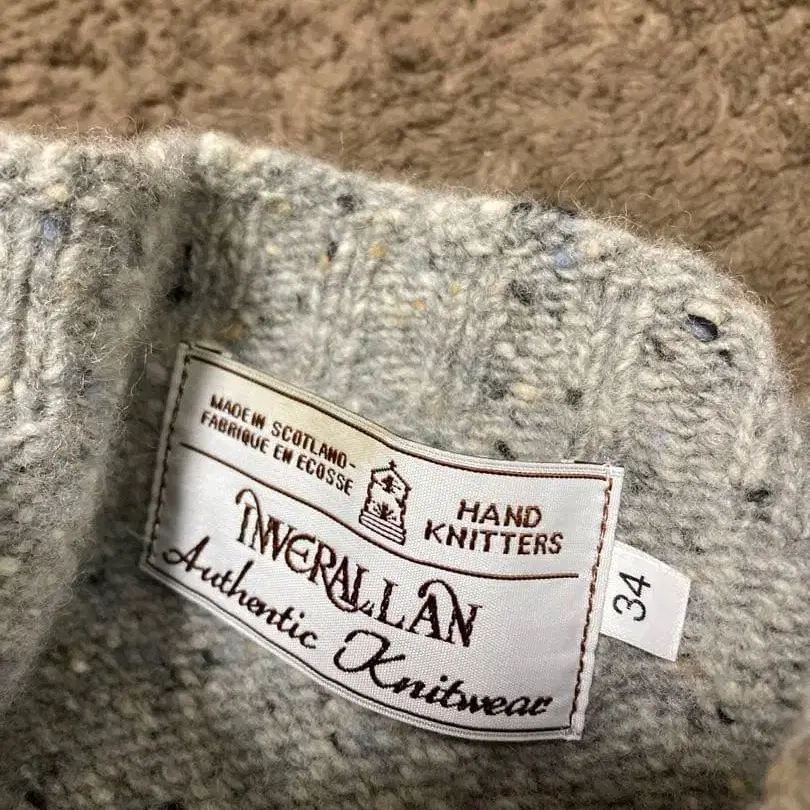 MADE IN SCOTLAND-
FABRIQUE EN ECOSSE
HAND
KNITTERS
INVERALLAN
Authentic Knitwear
34